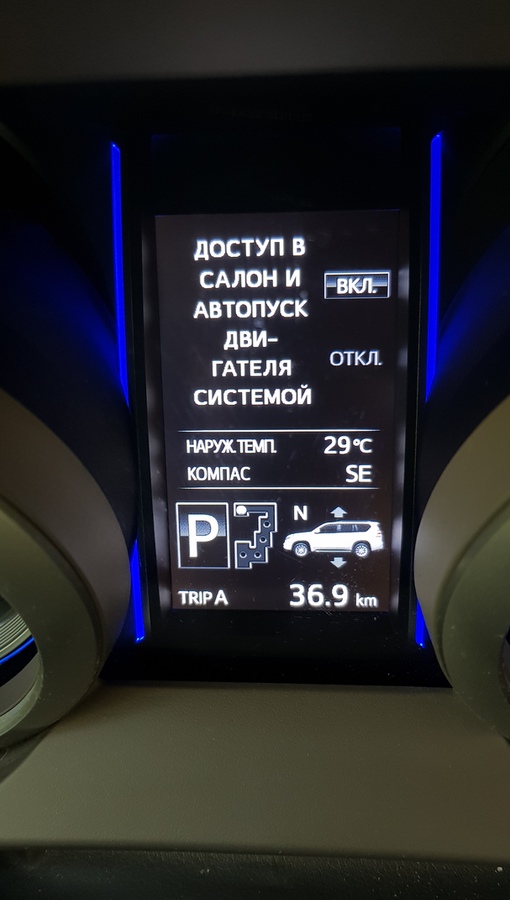 ДОСТУП В
САЛОН И
АВТОПУСК
ДВИ-
ГАТЕЛЯ
СИСТЕМОЙ
ВКЛ.
ОТКЛ.
НАРУЖ.ТЕМП. 29°C
КОМПАС SE
P N
TRIP A 36.9 km